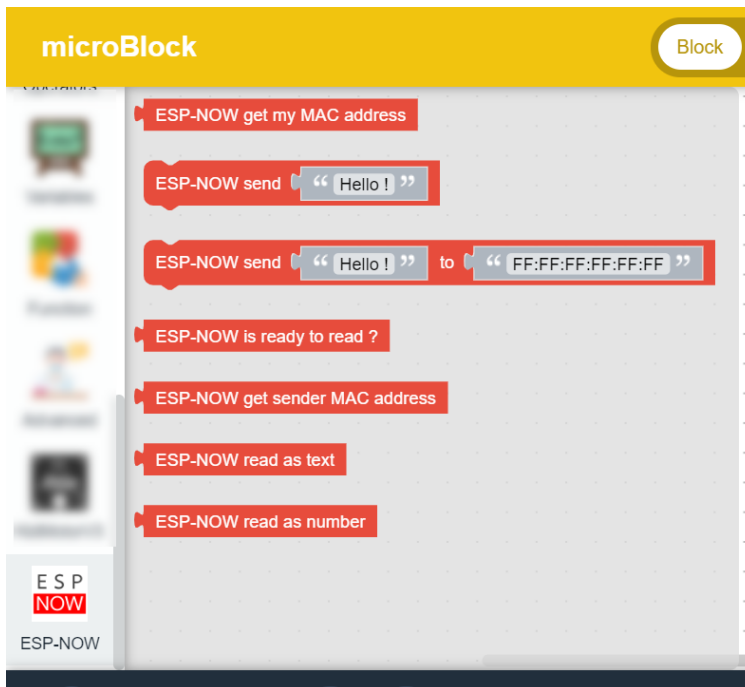 microBlock
Block
ESP-NOW get my MAC address
ESP-NOW send “ Hello ! ”
ESP-NOW send “ Hello ! ” to “ FF:FF:FF:FF:FF:FF ”
ESP-NOW is ready to read ?
ESP-NOW get sender MAC address
ESP-NOW read as text
ESP-NOW read as number
ESP
NOW
ESP-NOW